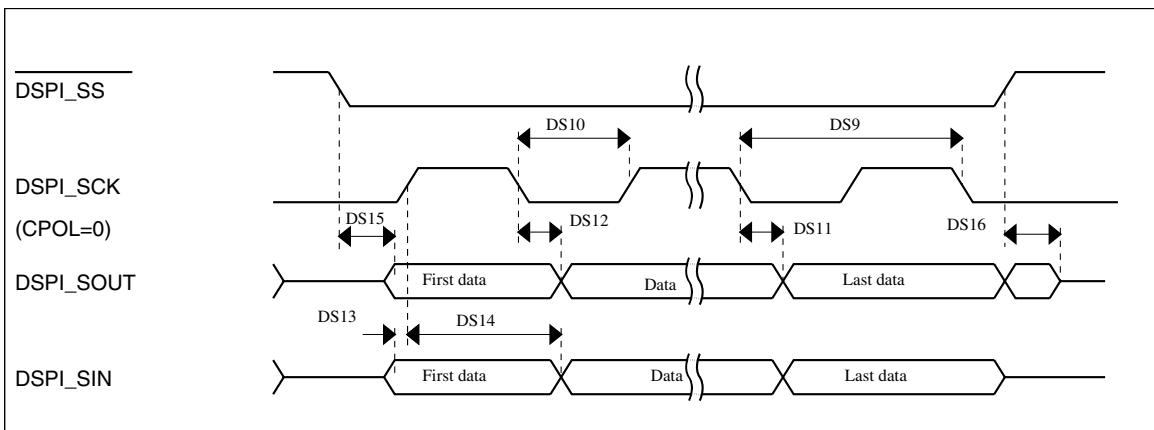 DSPI_SS
DS10
DS9
DSPI_SCK
(CPOL=0)
DS15
DS12
DS11
DS16
DSPI_SOUT
First data
Data
Last data
DS13
DS14
DSPI_SIN
First data
Data
Last data